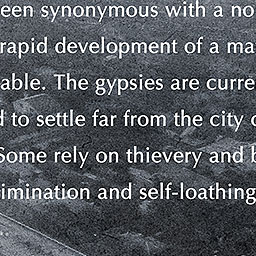 een synonymous with a no
rapid development of a ma
able. The gypsies are curre
d to settle far from the city
Some rely on thievery and
imination and self-loathing